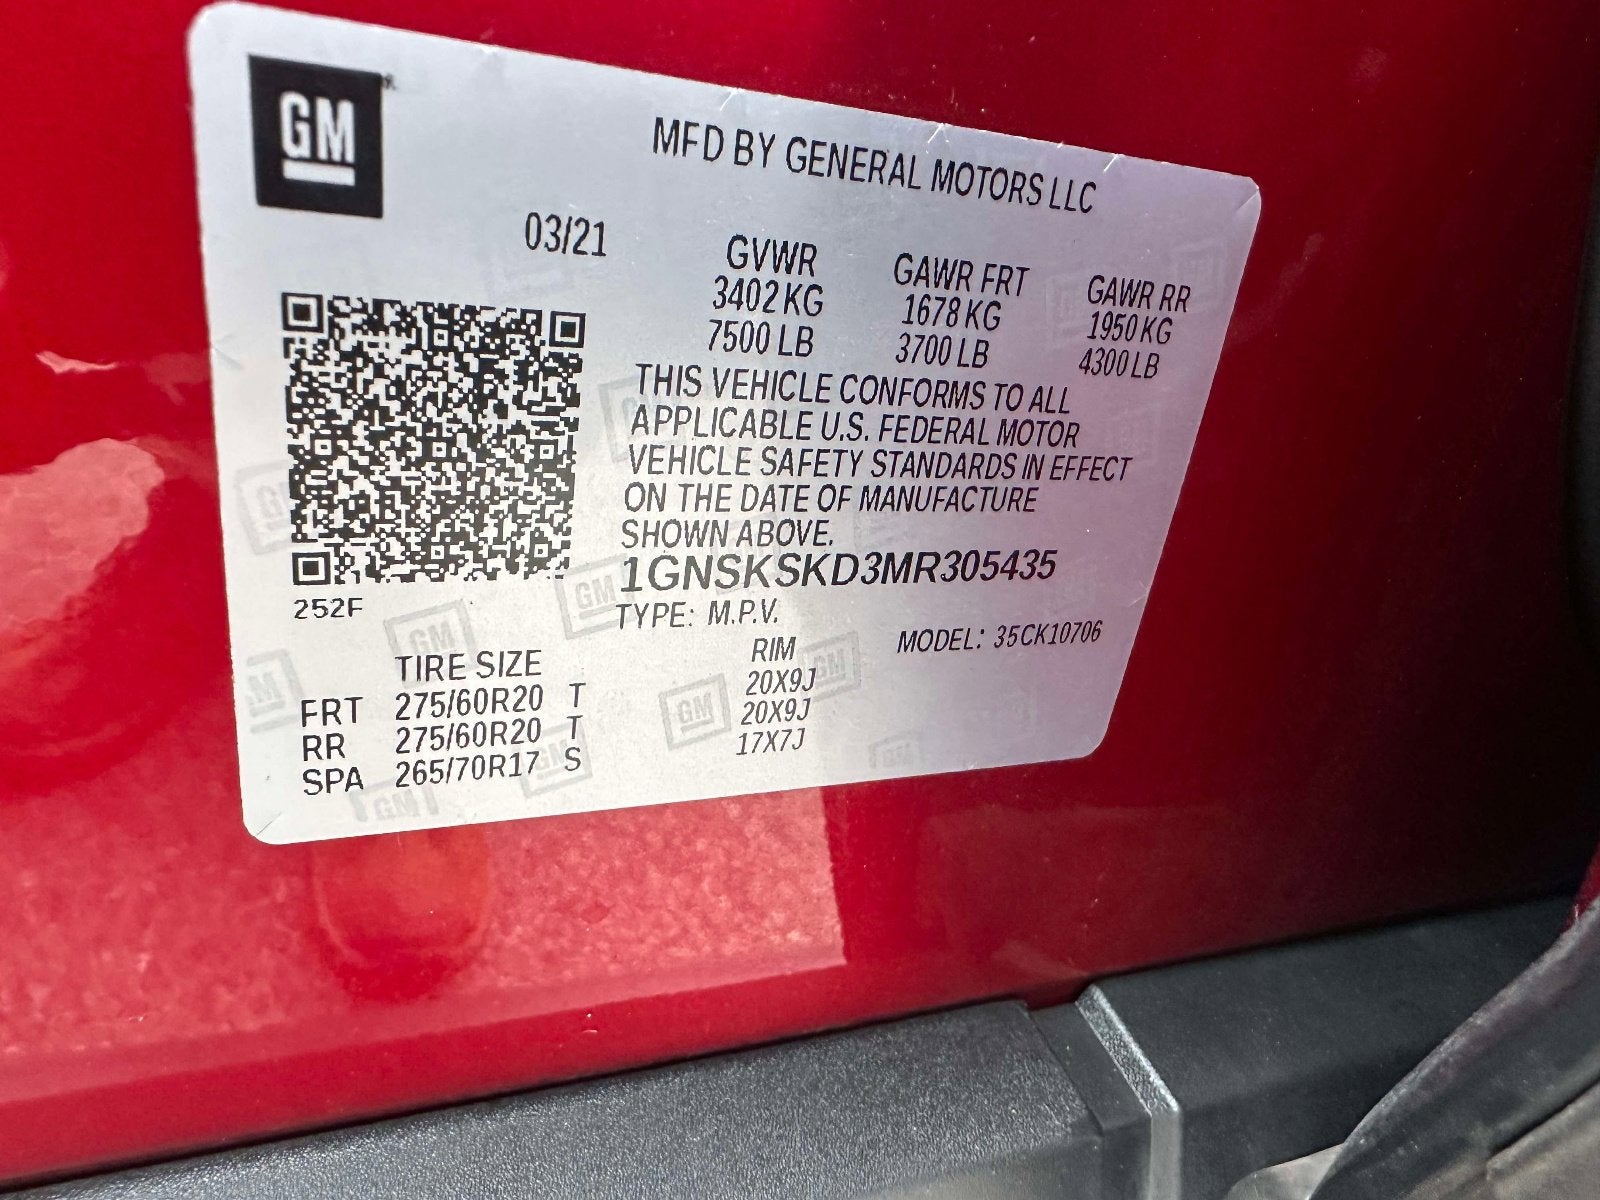 GM
MFD BY GENERAL MOTORS LLC
03/21
GVWR GAWR FRT GAWR RR
3402 KG 1678 KG 1950 KG
7500 LB 3700 LB 4300 LB
THIS VEHICLE CONFORMS TO ALL
APPLICABLE U.S. FEDERAL MOTOR
VEHICLE SAFETY STANDARDS IN EFFECT
ON THE DATE OF MANUFACTURE
SHOWN ABOVE.
1GNSKSKD3MR305435
252F
TYPE: M.P.V. MODEL: 35CK10706
TIRE SIZE RIM
FRT 275/60R20 T 20X9J
RR 275/60R20 T 20X9J
SPA 265/70R17 S 17X7J